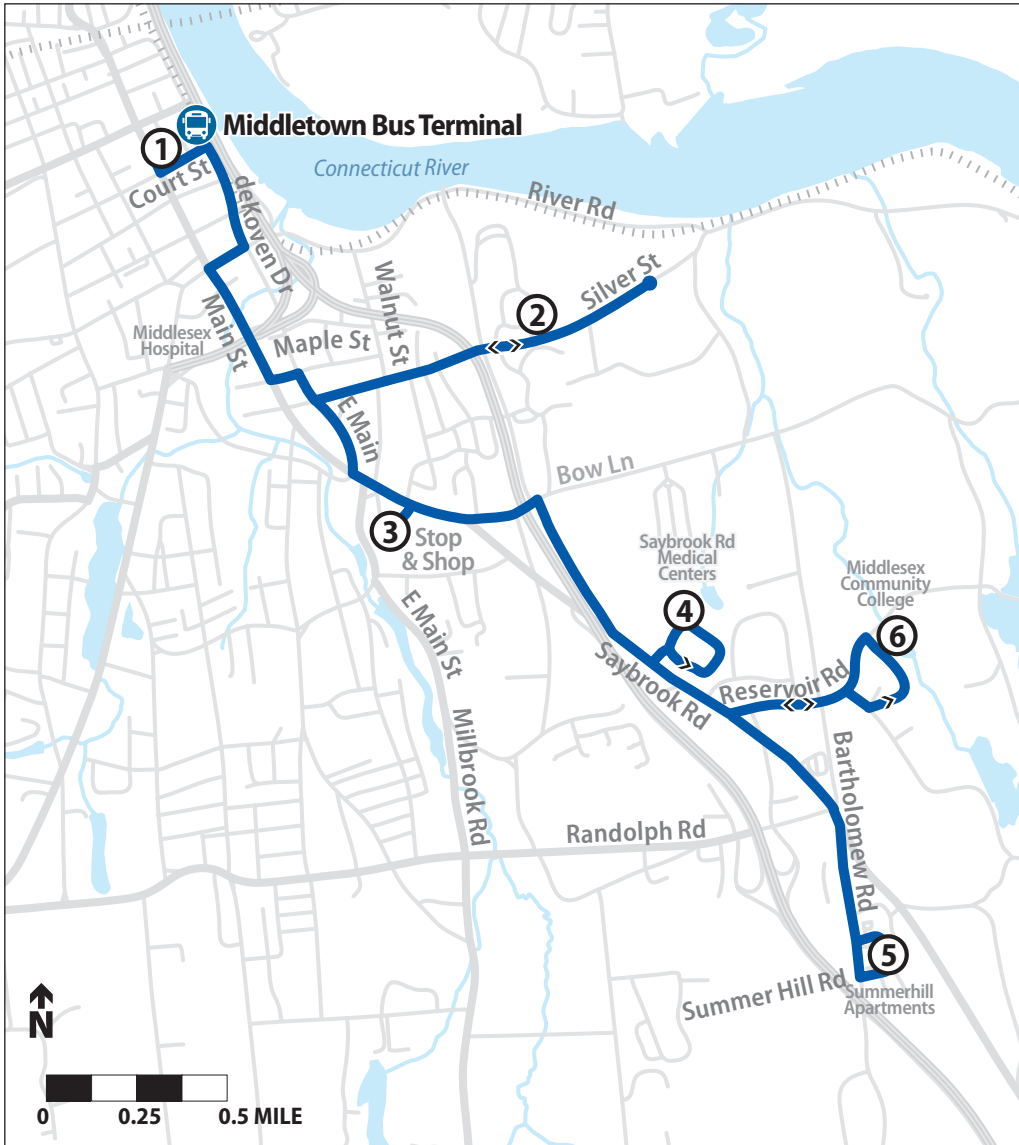 Middletown Bus Terminal
1
Court St
Connecticut River
River Rd
deKoven Dr
Silver St
Walnut St
2
Main St
Middlesex
Hospital
Maple St
E Main
Bow Ln
3
Stop
& Shop
Saybrook Rd
Medical
Centers
Middlesex
Community
College
4
6
E Main St
Saybrook Rd
Reservoir Rd
Millbrook Rd
Bartholomew Rd
Randolph Rd
5
Summer Hill Rd
Summerhill
Apartments
N
0 0.25 0.5 MILE